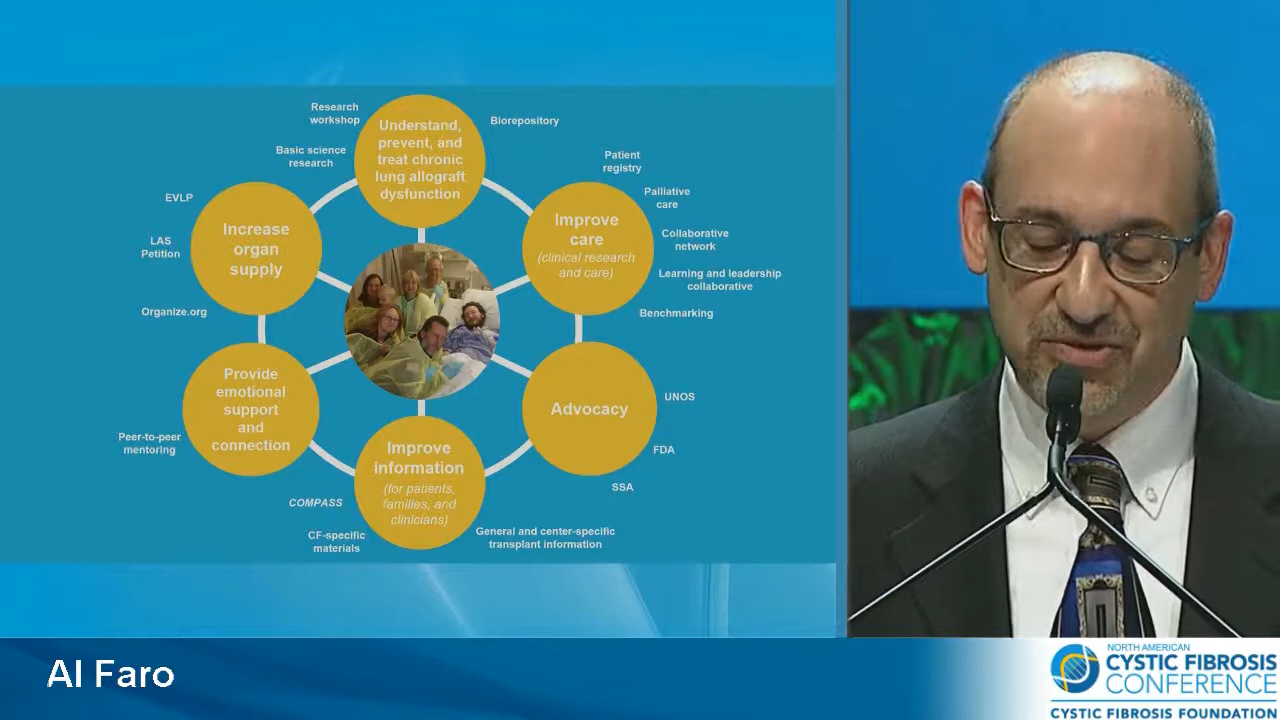 Research
workshop
Understand,
prevent, and
treat chronic
lung allograft
dysfunction
Biorepository
Basic science
research
Patient
registry
EVLP
Palliative
care
Increase
organ
supply
Improve
care
(clinical research
and care)
LAS
Petition
Collaborative
network
Learning and leadership
collaborative
Organize.org
Benchmarking
Provide
emotional
support
and
connection
Advocacy
UNOS
Peer-to-peer
mentoring
FDA
SSA
Improve
information
(for patients,
families, and
clinicians)
COMPASS
CF-specific
materials
General and center-specific
transplant information
Al Faro
NORTH AMERICAN
CYSTIC FIBROSIS
CONFERENCE
CYSTIC FIBROSIS FOUNDATION